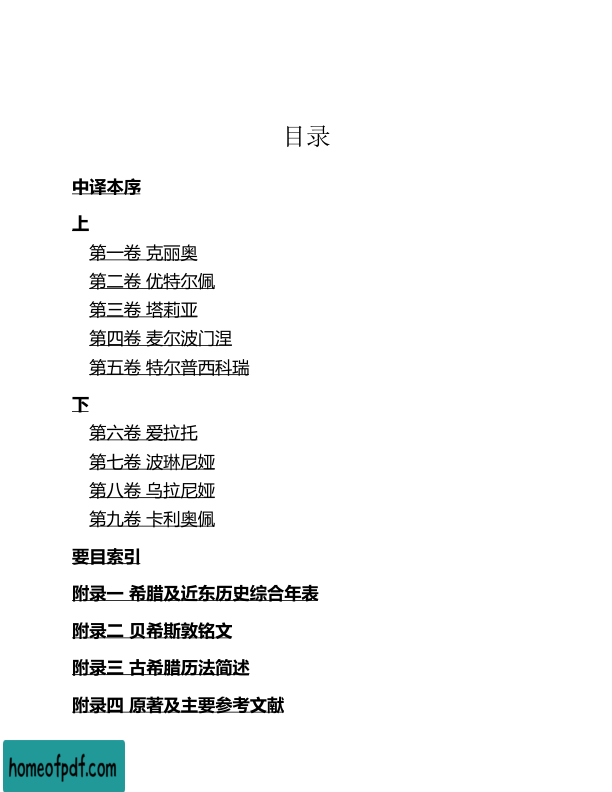 目录
中译本序
上
第一卷 克丽奥
第二卷 优特尔佩
第三卷 塔莉亚
第四卷 麦尔波门涅
第五卷 特尔普西科瑞
下
第六卷 爱拉托
第七卷 波琳尼娅
第八卷 乌拉尼娅
第九卷 卡利奥佩
要目索引
附录一 希腊及近东历史综合年表
附录二 贝希斯敦铭文
附录三 古希腊历法简述
附录四 原著及主要参考文献
homeofpdf.com